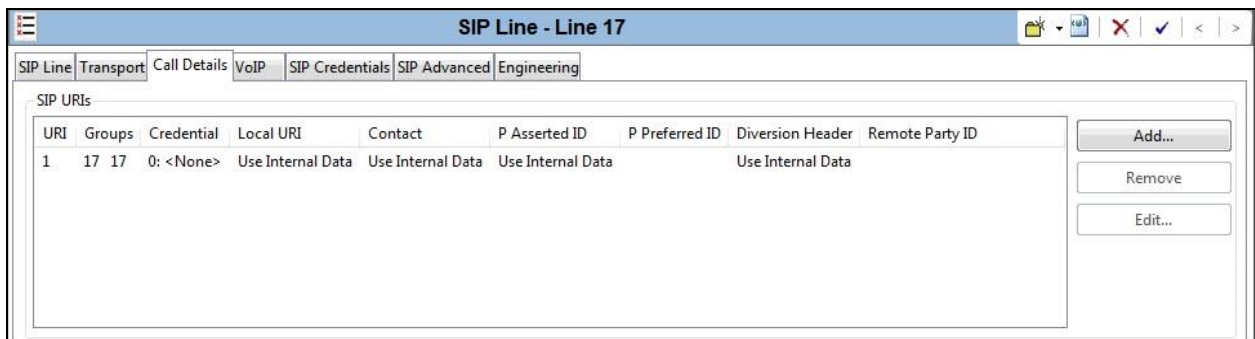 SIP Line - Line 17
SIP Line Transport Call Details VoIP SIP Credentials SIP Advanced Engineering
SIP URIs
URI Groups Credential Local URI Contact P Asserted ID P Preferred ID Diversion Header Remote Party ID
1 17 17 0: <None> Use Internal Data Use Internal Data Use Internal Data Use Internal Data
Add...
Remove
Edit...